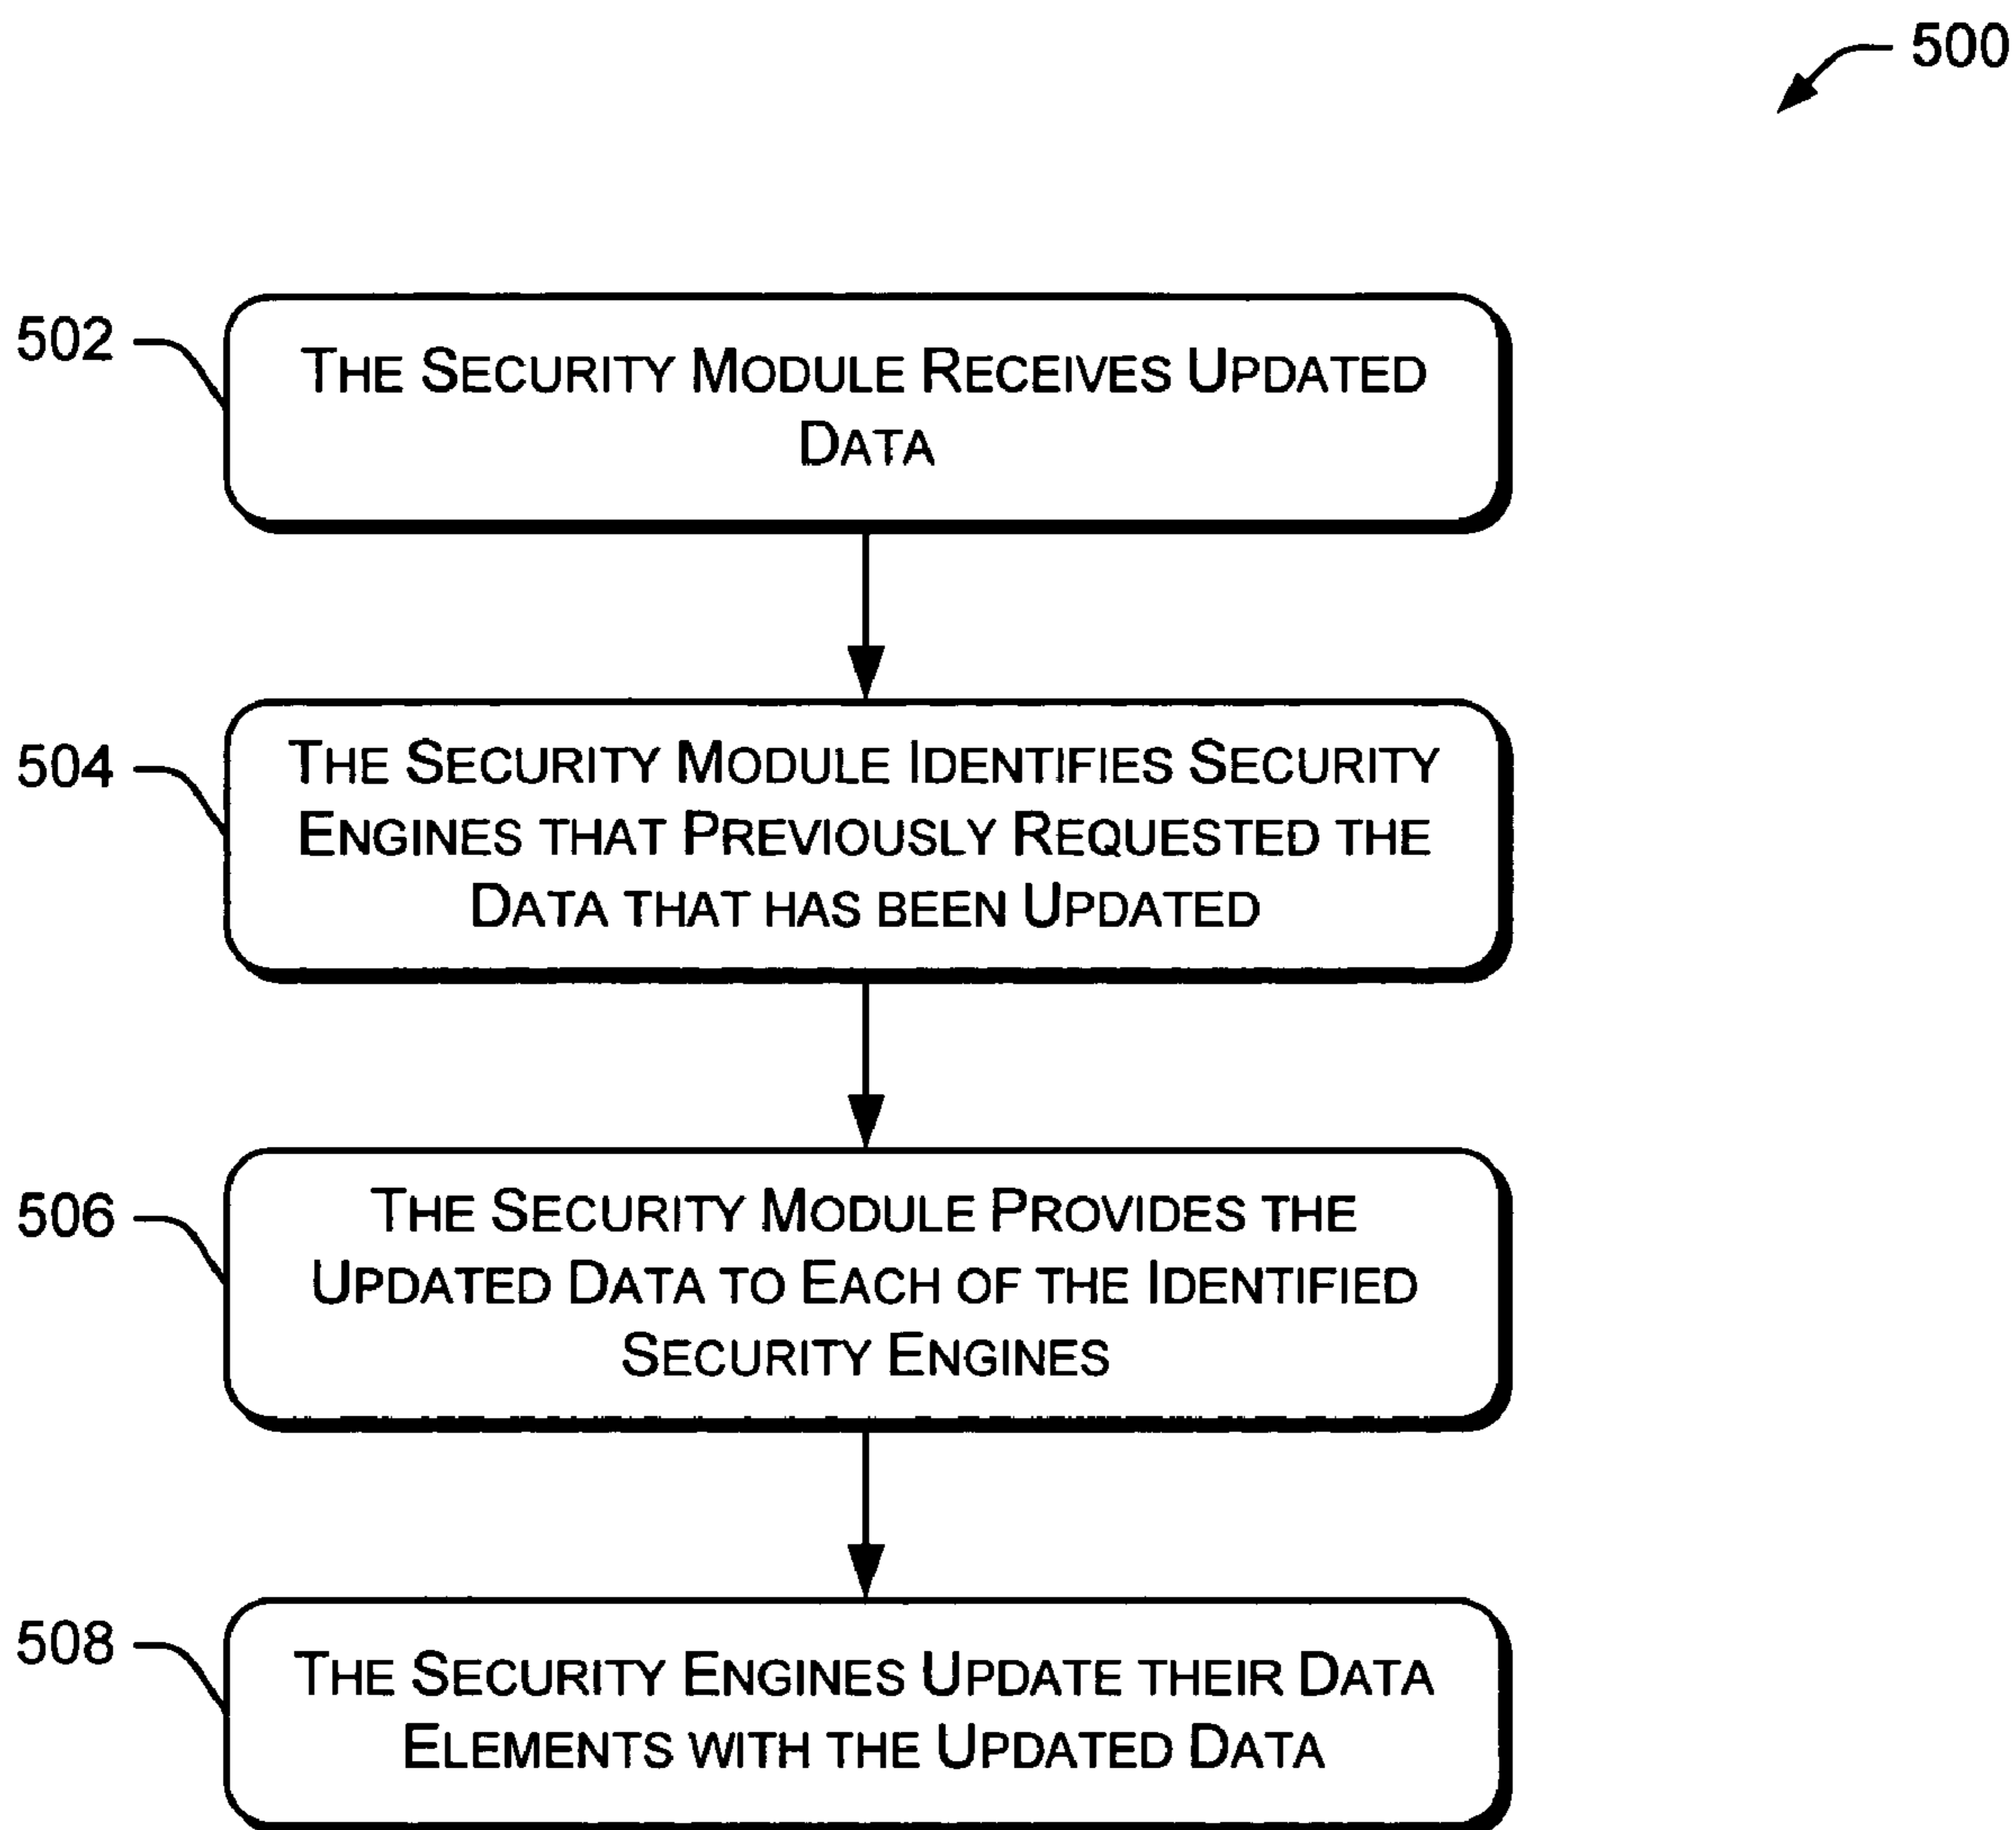 500
502
THE SECURITY MODULE RECEIVES UPDATED
DATA
504
THE SECURITY MODULE IDENTIFIES SECURITY
ENGINES THAT PREVIOUSLY REQUESTED THE
DATA THAT HAS BEEN UPDATED
506
THE SECURITY MODULE PROVIDES THE
UPDATED DATA TO EACH OF THE IDENTIFIED
SECURITY ENGINES
508
THE SECURITY ENGINES UPDATE THEIR DATA
ELEMENTS WITH THE UPDATED DATA